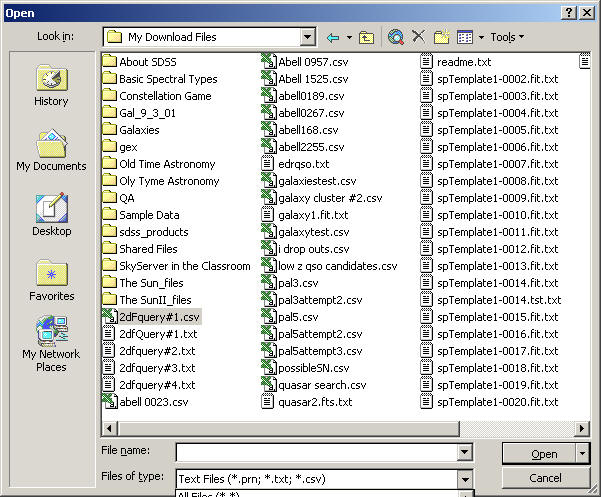 Open
Look in:
My Download Files
Tools
History
My Documents
Desktop
Favorites
My Network
Places
About SDSS
Basic Spectral Types
Constellation Game
Gal_9_3_01
Galaxies
gex
Old Time Astronomy
Oly Tyme Astronomy
QA
Sample Data
sdss_products
Shared Files
SkyServer in the Classroom
The Sun_files
The SunII_files
2dFquery#1.csv
2dfQuery#1.txt
2dfquery#2.txt
2dfquery#3.txt
2dfquery#4.txt
abell 0023.csv
Abell 0957.csv
Abell 1525.csv
abell0189.csv
abell0267.csv
abell168.csv
abell2255.csv
edrqso.txt
galaxiestest.csv
galaxy cluster #2.csv
galaxy1.fit.txt
i drop outs.csv
low z qso candidates.csv
pal3.csv
pal3attempt2.csv
pal5.csv
pal5attempt2.csv
pal5attempt3.csv
possibleSN.csv
quasar search.csv
quasar2.fts.txt
readme.txt
spTemplate1-0002.fit.txt
spTemplate1-0003.fit.txt
spTemplate1-0004.fit.txt
spTemplate1-0005.fit.txt
spTemplate1-0006.fit.txt
spTemplate1-0007.fit.txt
spTemplate1-0008.fit.txt
spTemplate1-0009.fit.txt
spTemplate1-0010.fit.txt
spTemplate1-0011.fit.txt
spTemplate1-0012.fit.txt
spTemplate1-0013.fit.txt
spTemplate1-0014.fit.txt
spTemplate1-0014.tst.txt
spTemplate1-0015.fit.txt
spTemplate1-0016.fit.txt
spTemplate1-0017.fit.txt
spTemplate1-0018.fit.txt
spTemplate1-0019.fit.txt
spTemplate1-0020.fit.txt
File name:
Open
Files of type:
Text Files (*.prn; *.txt; *.csv)
Cancel
All Files (*.*)